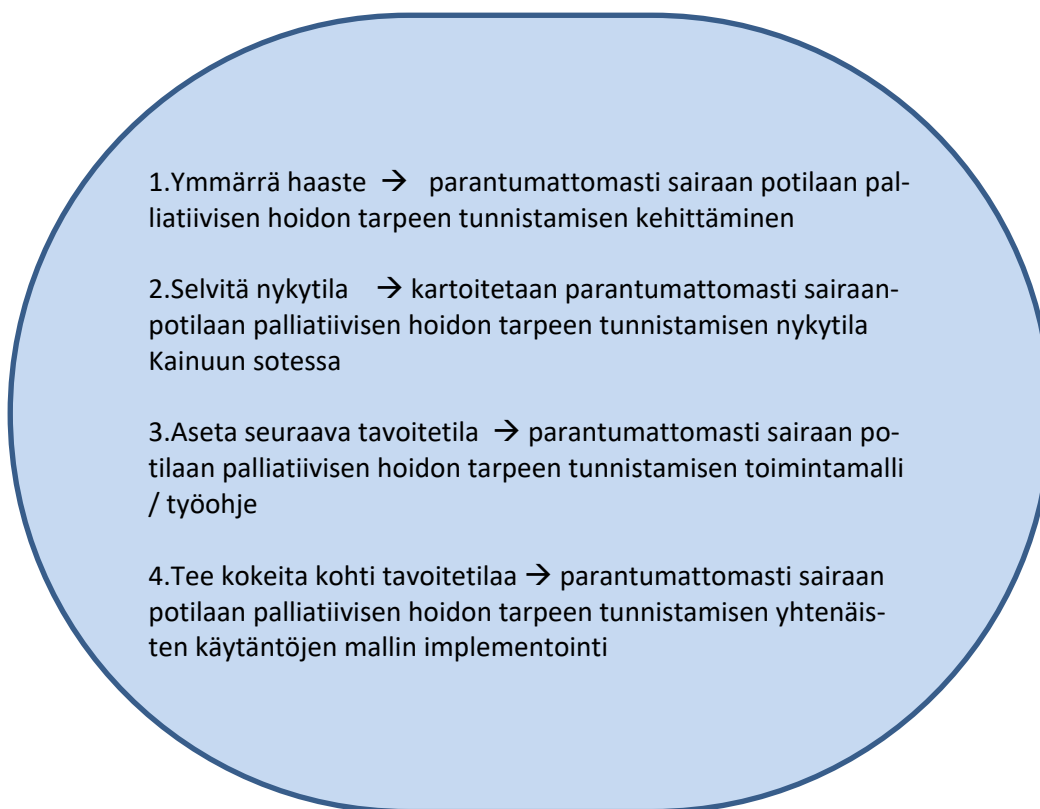 1.Ymmärrä haaste → parantumattomasti sairaan potilaan pal-
liatiivisen hoidon tarpeen tunnistamisen kehittäminen
2.Selvitä nykytila → kartoitetaan parantumattomasti sairaan-
potilaan palliatiivisen hoidon tarpeen tunnistamisen nykytila
Kainuun sotessa
3.Aseta seuraava tavoitetila → parantumattomasti sairaan po-
tilaan palliatiivisen hoidon tarpeen tunnistamisen toimintamalli
/ työohje
4.Tee kokeita kohti tavoitetilaa → parantumattomasti sairaan
potilaan palliatiivisen hoidon tarpeen tunnistamisen yhtenäis-
ten käytäntöjen mallin implementointi